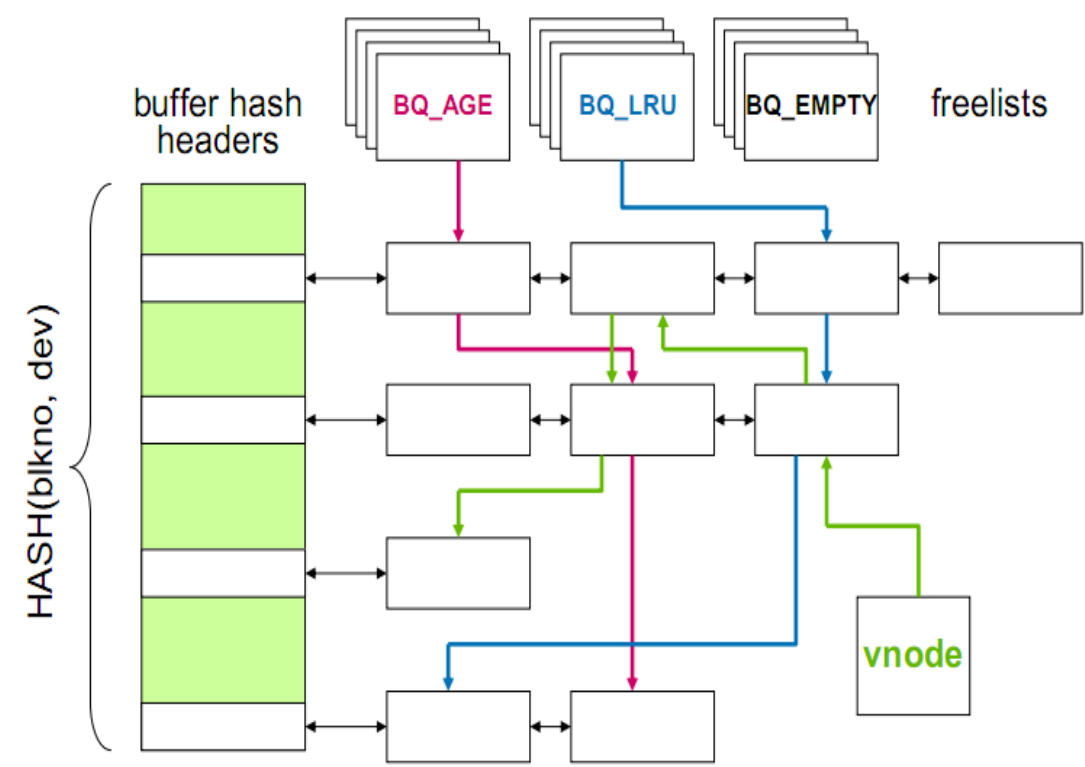 buffer hash
headers
BQ_AGE
BQ_LRU
BQ_EMPTY
freelists
HASH(blkno, dev)
vnode